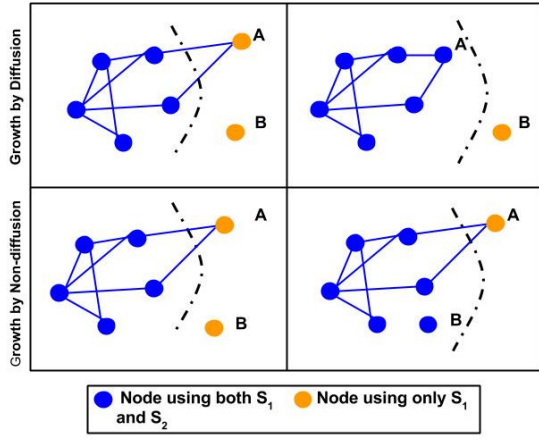 Growth by Diffusion
A
B
A
B
Growth by Non-diffusion
A
B
A
B
Node using both S1 Node using only S1
and S2